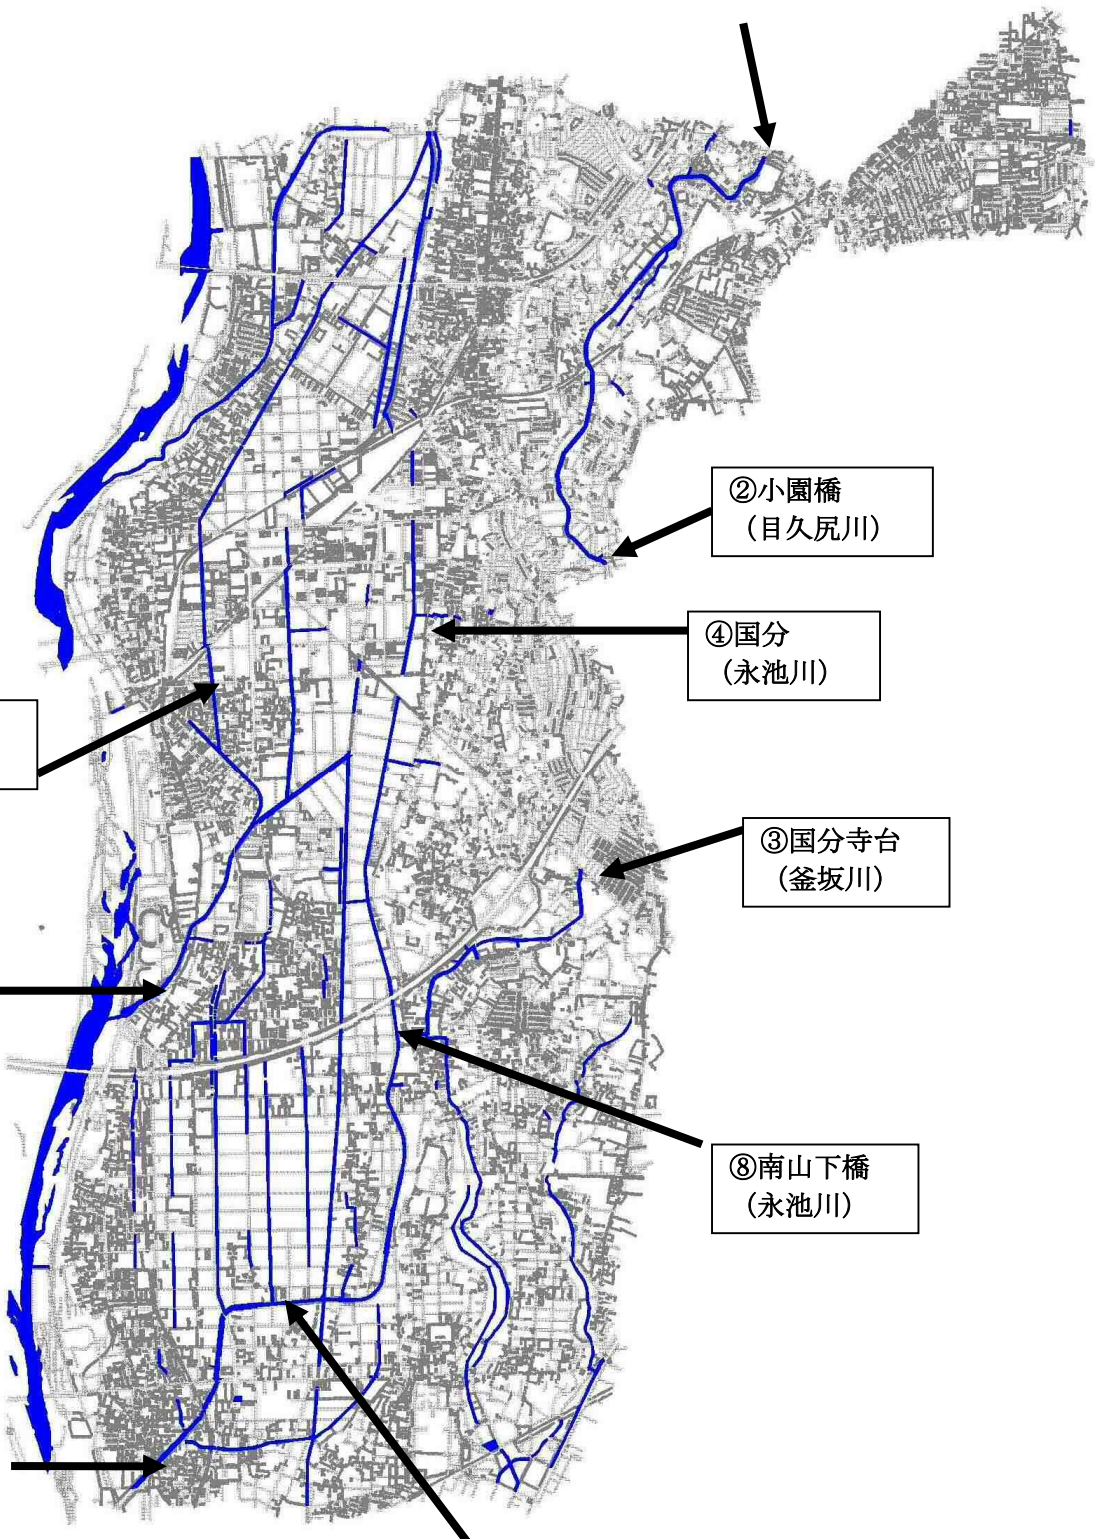 ②小園橋
（目久尻川）
④国分
（永池川）
③国分寺台
（釜坂川）
⑧南山下橋
（永池川）